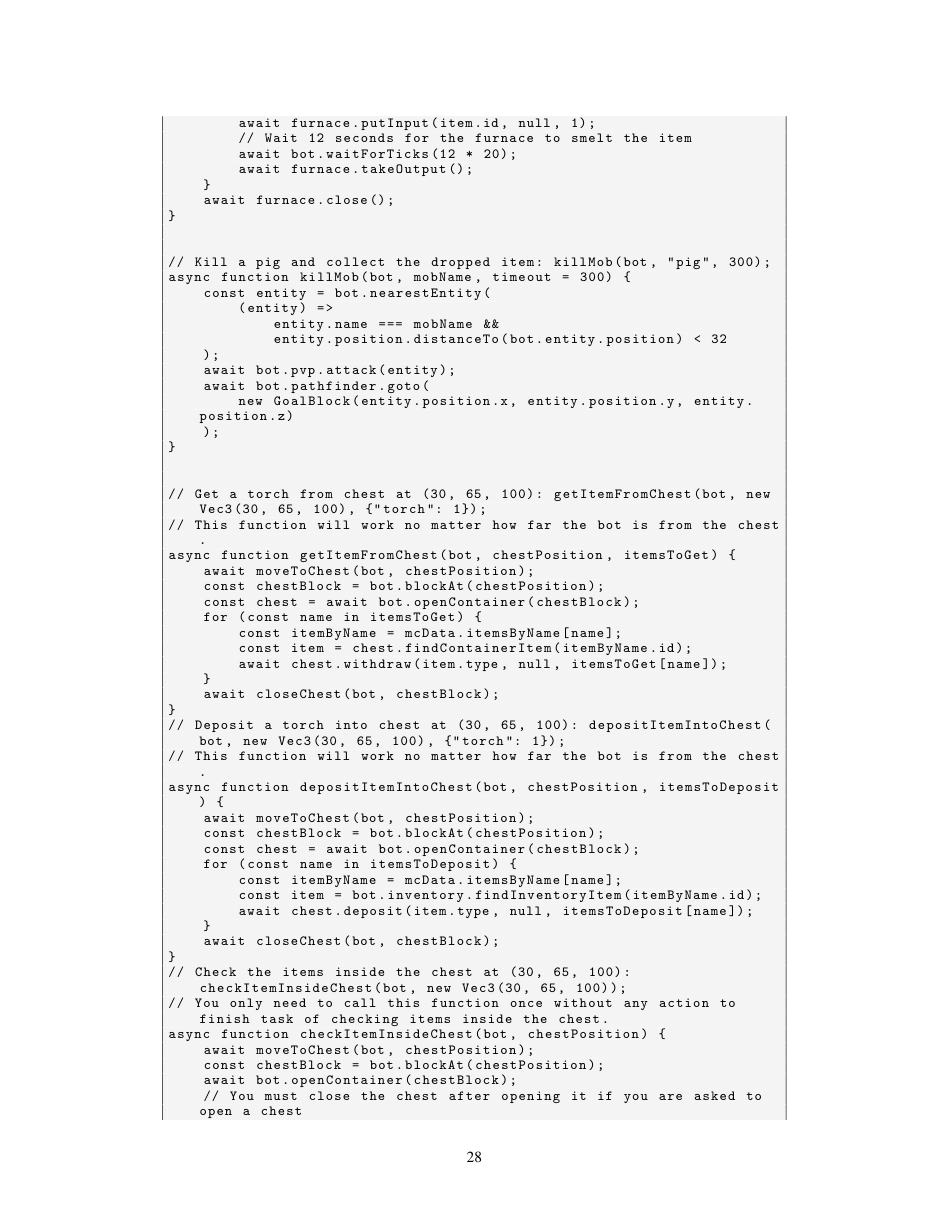 await furnace.putInput(item.id, null, 1);
        // Wait 12 seconds for the furnace to smelt the item
        await bot.waitForTicks(12 * 20);
        await furnace.takeOutput();
    }
    await furnace.close();
}
// Kill a pig and collect the dropped item: killMob(bot, "pig", 300);
async function killMob(bot, mobName, timeout = 300) {
    const entity = bot.nearestEntity(
        (entity) =>
            entity.name === mobName &&
            entity.position.distanceTo(bot.entity.position) < 32
    );
    await bot.pvp.attack(entity);
    await bot.pathfinder.goto(
        new GoalBlock(entity.position.x, entity.position.y, entity.
    position.z)
    );
}
// Get a torch from chest at (30, 65, 100): getItemFromChest(bot, new
    Vec3(30, 65, 100), {"torch": 1});
// This function will work no matter how far the bot is from the chest
    .
async function getItemFromChest(bot, chestPosition, itemsToGet) {
    await moveToChest(bot, chestPosition);
    const chestBlock = bot.blockAt(chestPosition);
    const chest = await bot.openContainer(chestBlock);
    for (const name in itemsToGet) {
        const itemByName = mcData.itemsByName[name];
        const item = chest.findContainerItem(itemByName.id);
        await chest.withdraw(item.type, null, itemsToGet[name]);
    }
    await closeChest(bot, chestBlock);
}
// Deposit a torch into chest at (30, 65, 100): depositItemIntoChest(
    bot, new Vec3(30, 65, 100), {"torch": 1});
// This function will work no matter how far the bot is from the chest
    .
async function depositItemIntoChest(bot, chestPosition, itemsToDeposit
    ) {
    await moveToChest(bot, chestPosition);
    const chestBlock = bot.blockAt(chestPosition);
    const chest = await bot.openContainer(chestBlock);
    for (const name in itemsToDeposit) {
        const itemByName = mcData.itemsByName[name];
        const item = bot.inventory.findInventoryItem(itemByName.id);
        await chest.deposit(item.type, null, itemsToDeposit[name]);
    }
    await closeChest(bot, chestBlock);
}
// Check the items inside the chest at (30, 65, 100):
    checkItemInsideChest(bot, new Vec3(30, 65, 100));
// You only need to call this function once without any action to
    finish task of checking items inside the chest.
async function checkItemInsideChest(bot, chestPosition) {
    await moveToChest(bot, chestPosition);
    const chestBlock = bot.blockAt(chestPosition);
    await bot.openContainer(chestBlock);
    // You must close the chest after opening it if you are asked to
    open a chest
28